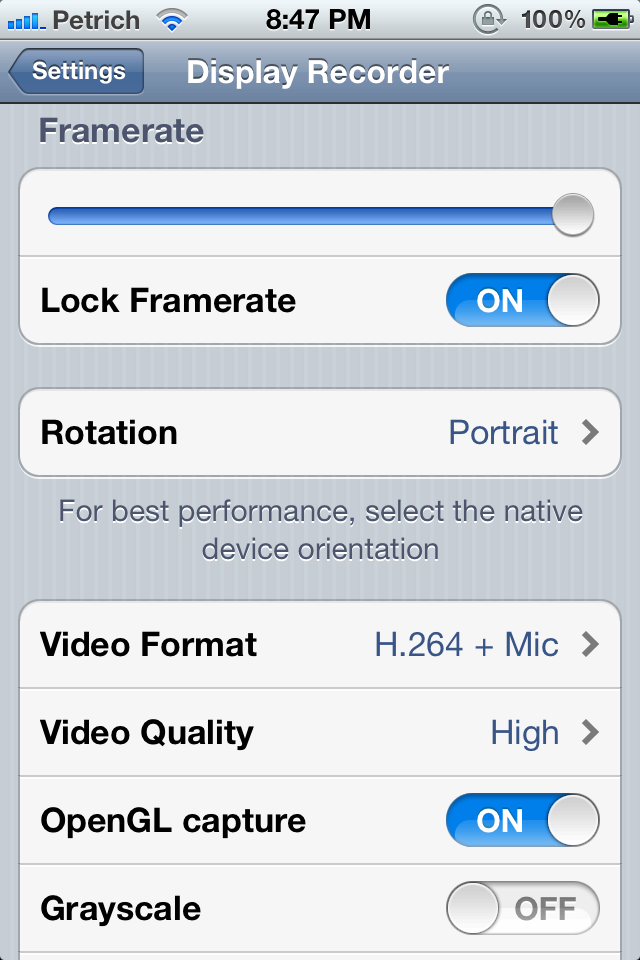 Petrich 8:47 PM 100%
Settings Display Recorder
Framerate
Lock Framerate ON
Rotation Portrait
For best performance, select the native
device orientation
Video Format H.264 + Mic
Video Quality High
OpenGL capture ON
Grayscale OFF